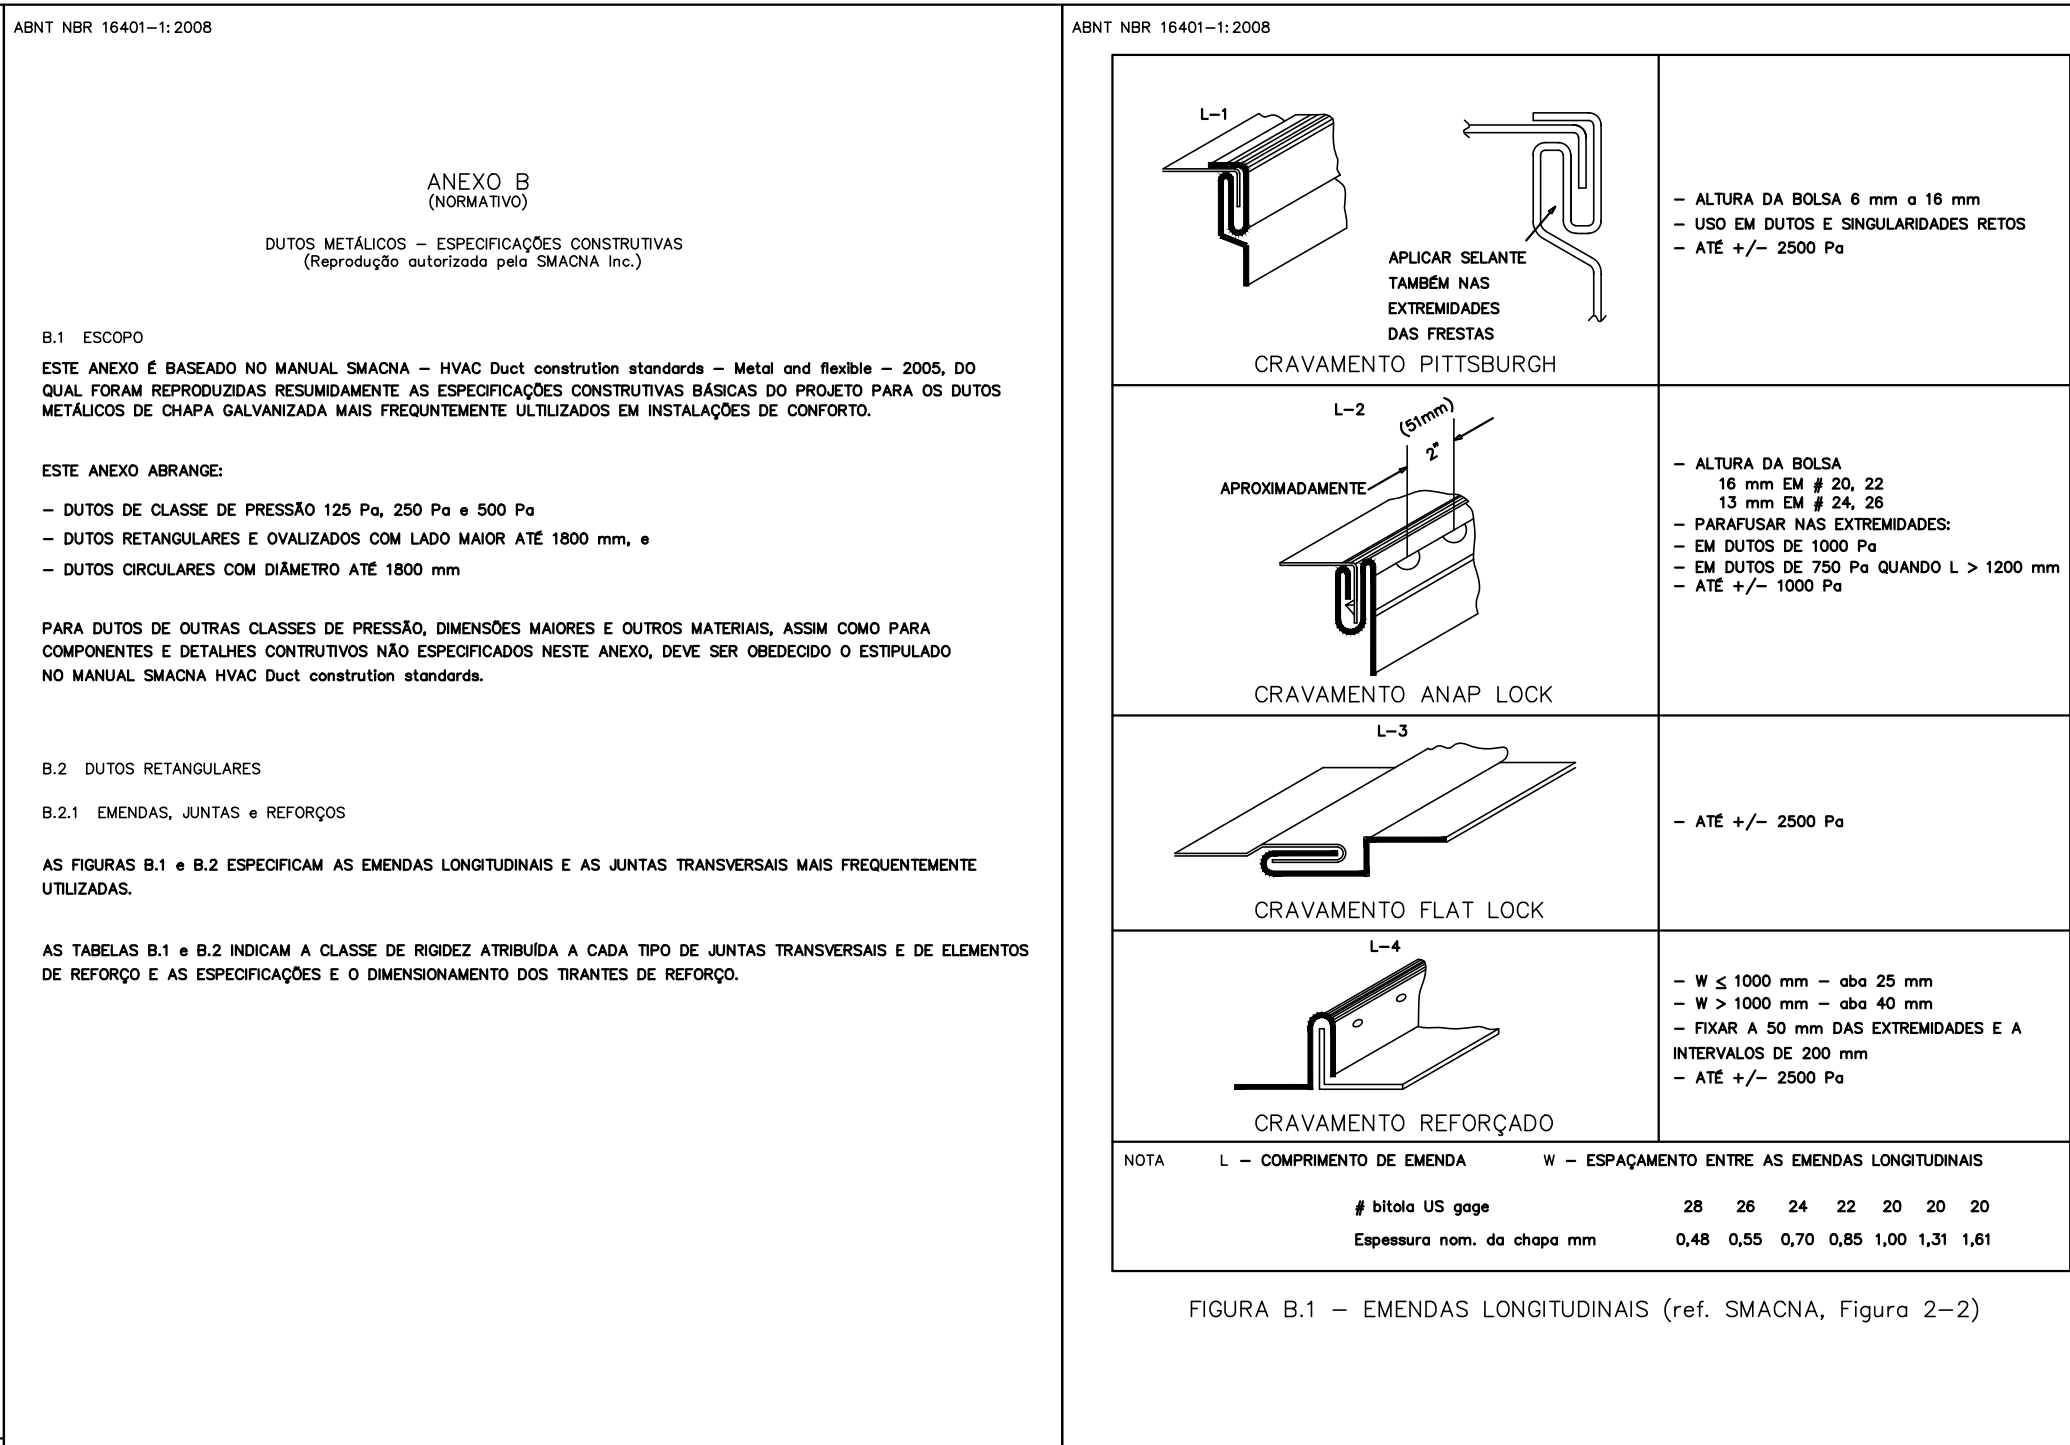 ABNT NBR 16401-1:2008
ANEXO B
(NORMATIVO)
DUTOS METÁLICOS - ESPECIFICAÇÕES CONSTRUTIVAS
(Reprodução autorizada pela SMACNA Inc.)
B.1 ESCOPO
ESTE ANEXO É BASEADO NO MANUAL SMACNA - HVAC Duct constrution standards - Metal and flexible - 2005, DO
QUAL FORAM REPRODUZIDAS RESUMIDAMENTE AS ESPECIFICAÇÕES CONSTRUTIVAS BÁSICAS DO PROJETO PARA OS DUTOS
METÁLICOS DE CHAPA GALVANIZADA MAIS FREQUNTEMENTE ULTILIZADOS EM INSTALAÇÕES DE CONFORTO.
ESTE ANEXO ABRANGE:
- DUTOS DE CLASSE DE PRESSÃO 125 Pa, 250 Pa e 500 Pa
- DUTOS RETANGULARES E OVALIZADOS COM LADO MAIOR ATÉ 1800 mm, e
- DUTOS CIRCULARES COM DIÂMETRO ATÉ 1800 mm
PARA DUTOS DE OUTRAS CLASSES DE PRESSÃO, DIMENSÕES MAIORES E OUTROS MATERIAIS, ASSIM COMO PARA
COMPONENTES E DETALHES CONTRUTIVOS NÃO ESPECIFICADOS NESTE ANEXO, DEVE SER OBEDECIDO O ESTIPULADO
NO MANUAL SMACNA HVAC Duct constrution standards.
B.2 DUTOS RETANGULARES
B.2.1 EMENDAS, JUNTAS e REFORÇOS
AS FIGURAS B.1 e B.2 ESPECIFICAM AS EMENDAS LONGITUDINAIS E AS JUNTAS TRANSVERSAIS MAIS FREQUENTEMENTE
UTILIZADAS.
AS TABELAS B.1 e B.2 INDICAM A CLASSE DE RIGIDEZ ATRIBUÍDA A CADA TIPO DE JUNTAS TRANSVERSAIS E DE ELEMENTOS
DE REFORÇO E AS ESPECIFICAÇÕES E O DIMENSIONAMENTO DOS TIRANTES DE REFORÇO.
ABNT NBR 16401-1:2008
L-1
APLICAR SELANTE
TAMBÉM NAS
EXTREMIDADES
DAS FRESTAS
CRAVAMENTO PITTSBURGH
- ALTURA DA BOLSA 6 mm a 16 mm
- USO EM DUTOS E SINGULARIDADES RETOS
- ATÉ +/- 2500 Pa
L-2
(51mm)
2"
APROXIMADAMENTE
CRAVAMENTO ANAP LOCK
- ALTURA DA BOLSA
16 mm EM # 20, 22
13 mm EM # 24, 26
- PARAFUSAR NAS EXTREMIDADES:
- EM DUTOS DE 1000 Pa
- EM DUTOS DE 750 Pa QUANDO L > 1200 mm
- ATÉ +/- 1000 Pa
L-3
CRAVAMENTO FLAT LOCK
- ATÉ +/- 2500 Pa
L-4
CRAVAMENTO REFORÇADO
- W ≤ 1000 mm - aba 25 mm
- W > 1000 mm - aba 40 mm
- FIXAR A 50 mm DAS EXTREMIDADES E A
INTERVALOS DE 200 mm
- ATÉ +/- 2500 Pa
NOTA L - COMPRIMENTO DE EMENDA W - ESPAÇAMENTO ENTRE AS EMENDAS LONGITUDINAIS
# bitola US gage 28 26 24 22 20 20 20
Espessura nom. da chapa mm 0,48 0,55 0,70 0,85 1,00 1,31 1,61
FIGURA B.1 - EMENDAS LONGITUDINAIS (ref. SMACNA, Figura 2-2)